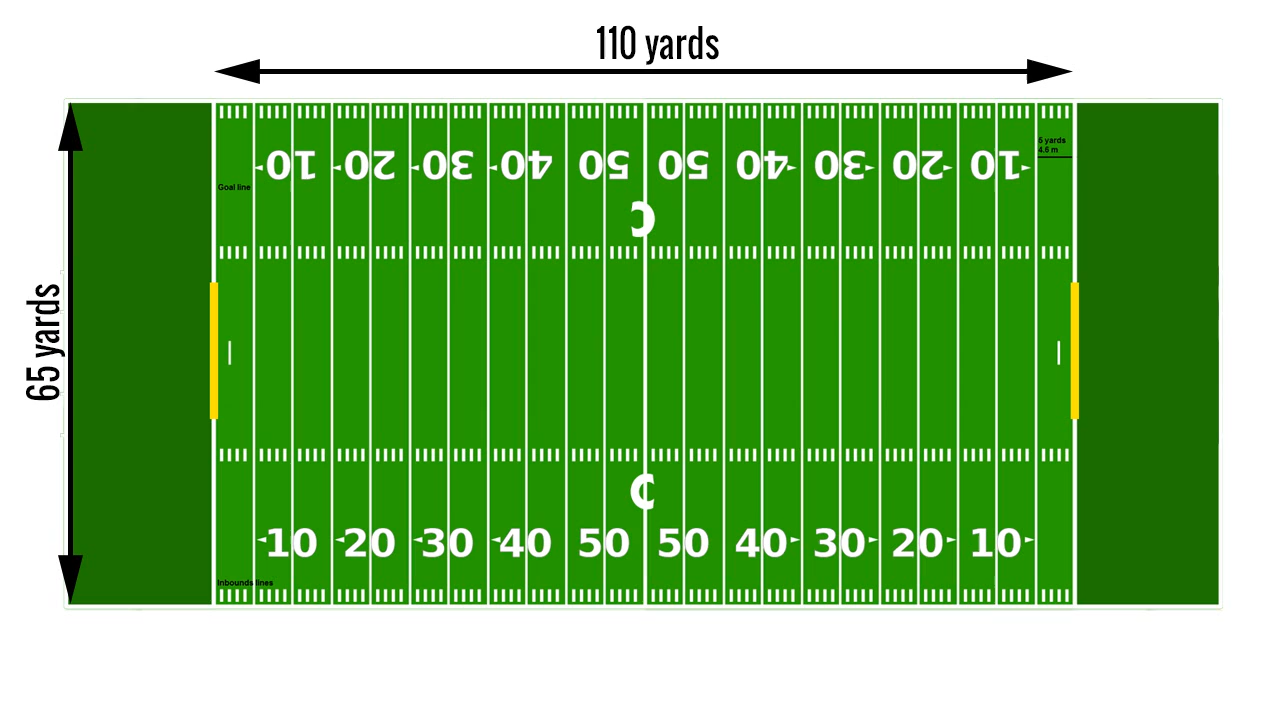 110 yards
5 yards
4.6 m
10 20 30 40 50 50 40 30 20 10
Goal line
C
65 yards
C
10 20 30 40 50 50 40 30 20 10
Inbounds lines